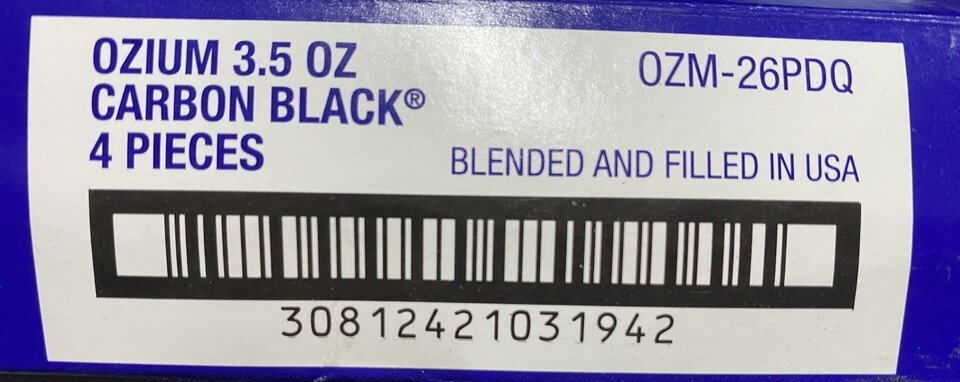 OZIUM 3.5 OZ
CARBON BLACK®
4 PIECES
OZM-26PDQ
BLENDED AND FILLED IN USA
30812421031942